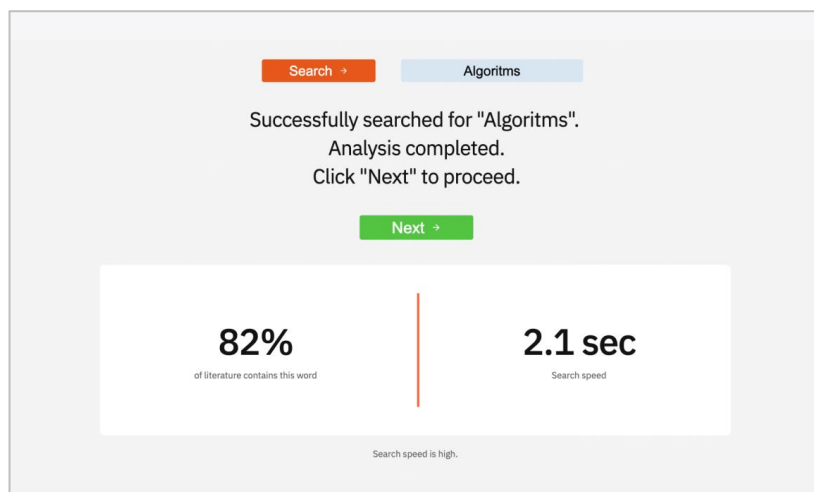 Search →
Algoritms
Successfully searched for "Algoritms".
Analysis completed.
Click "Next" to proceed.
Next →
82%
of literature contains this word
2.1 sec
Search speed
Search speed is high.